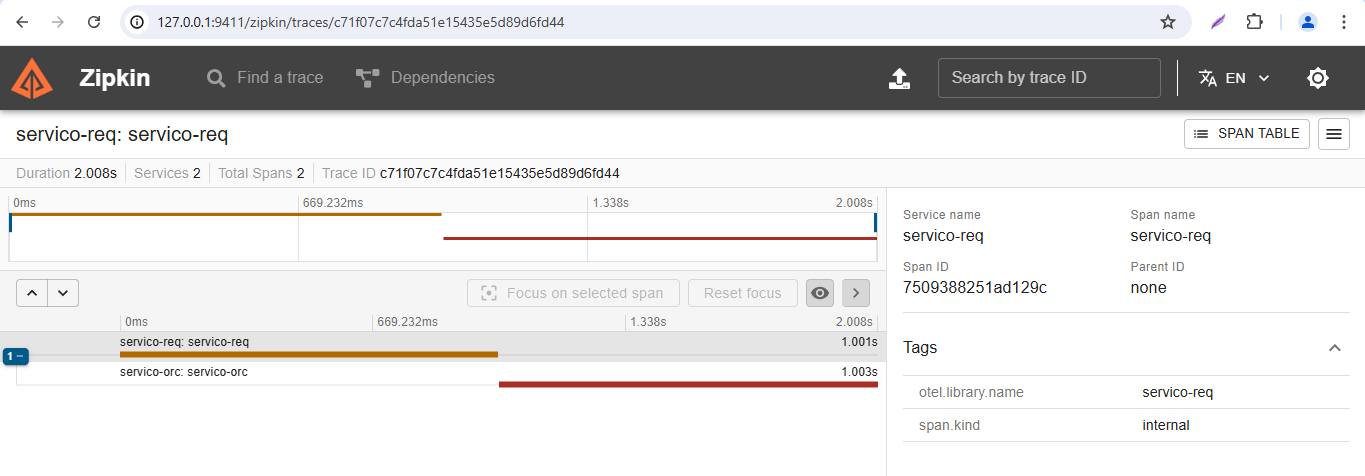 127.0.0.1:9411/zipkin/traces/c71f07c7c4fda51e15435e5d89d6fd44
Zipkin Find a trace Dependencies Search by trace ID EN
servico-req: servico-req SPAN TABLE
Duration 2.008s Services 2 Total Spans 2 Trace ID c71f07c7c4fda51e15435e5d89d6fd44
0ms 669.232ms 1.338s 2.008s
Focus on selected span Reset focus
0ms 669.232ms 1.338s 2.008s
1 − servico-req: servico-req 1.001s
servico-orc: servico-orc 1.003s
Service name Span name
servico-req servico-req
Span ID Parent ID
7509388251ad129c none
Tags
otel.library.name servico-req
span.kind internal